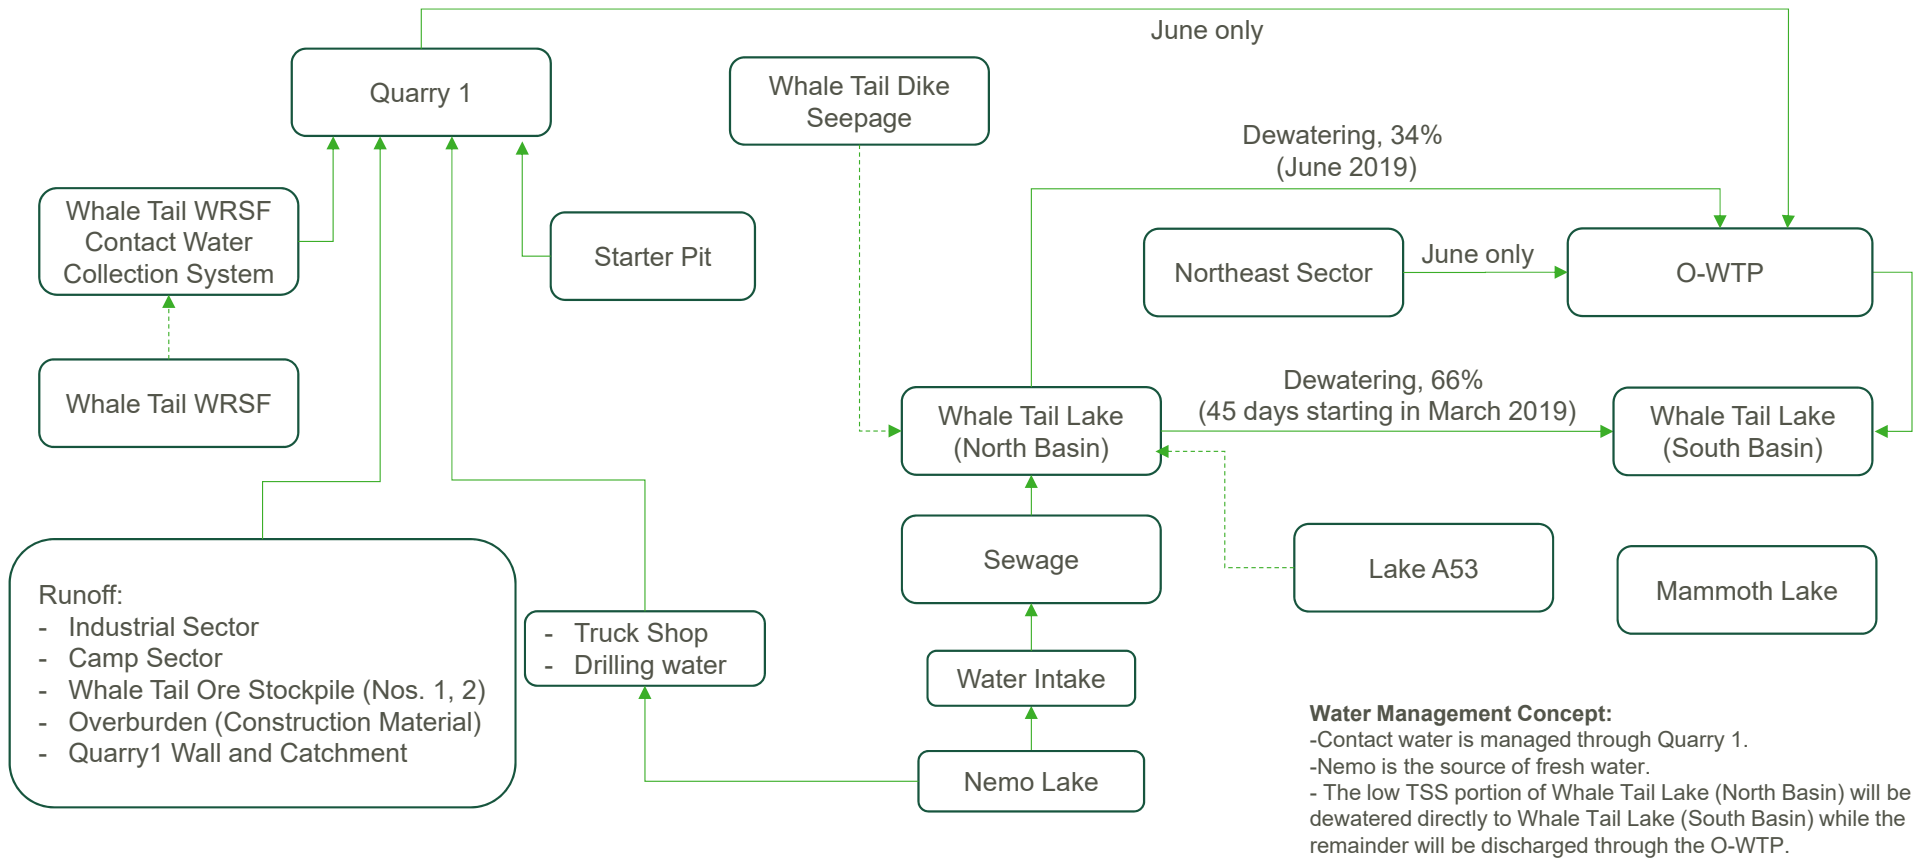 June only
Quarry 1
Whale Tail Dike
Seepage
Dewatering, 34%
(June 2019)
Whale Tail WRSF
Contact Water
Collection System
Starter Pit
Northeast Sector
June only
O-WTP
Whale Tail WRSF
Dewatering, 66%
(45 days starting in March 2019)
Whale Tail Lake
(North Basin)
Whale Tail Lake
(South Basin)
Sewage
Lake A53
Mammoth Lake
Runoff:
- Industrial Sector
- Camp Sector
- Whale Tail Ore Stockpile (Nos. 1, 2)
- Overburden (Construction Material)
- Quarry1 Wall and Catchment
- Truck Shop
- Drilling water
Water Intake
Nemo Lake
Water Management Concept:
-Contact water is managed through Quarry 1.
-Nemo is the source of fresh water.
- The low TSS portion of Whale Tail Lake (North Basin) will be
dewatered directly to Whale Tail Lake (South Basin) while the
remainder will be discharged through the O-WTP.